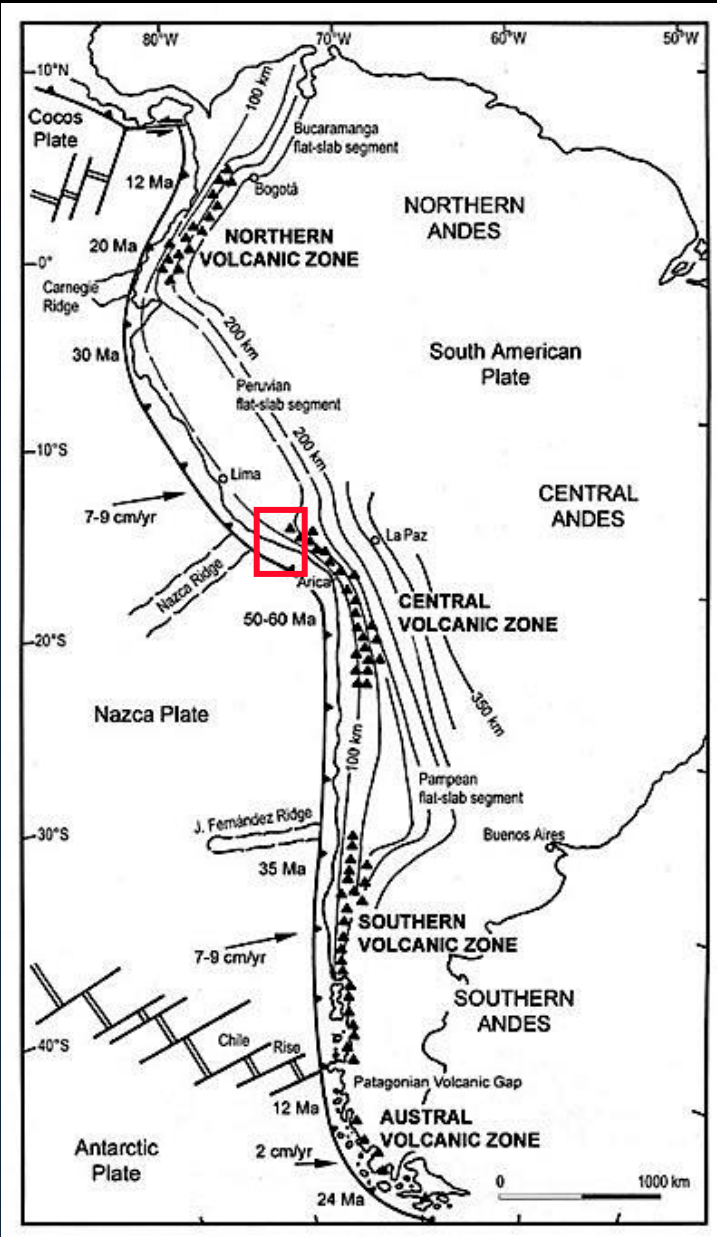 80°W
70°W
60°W
50°W
10°N
Cocos
Plate
100 km
Bucaramanga
flat-slab segment
12 Ma
Bogotá
NORTHERN
ANDES
20 Ma
NORTHERN
VOLCANIC ZONE
0°
Carnegie
Ridge
200 km
30 Ma
South American
Plate
Peruvian
flat-slab segment
10°S
200 km
Lima
7-9 cm/yr
CENTRAL
ANDES
La Paz
Nazca Ridge
Arica
50-60 Ma
CENTRAL
VOLCANIC ZONE
20°S
350 km
Nazca Plate
100 km
Pampean
flat-slab segment
J. Fernández Ridge
30°S
Buenos Aires
35 Ma
SOUTHERN
VOLCANIC ZONE
7-9 cm/yr
SOUTHERN
ANDES
Chile Rise
40°S
Patagonian Volcanic Gap
12 Ma
AUSTRAL
VOLCANIC ZONE
Antarctic
Plate
2 cm/yr
0 1000 km
24 Ma
70°W
60°W